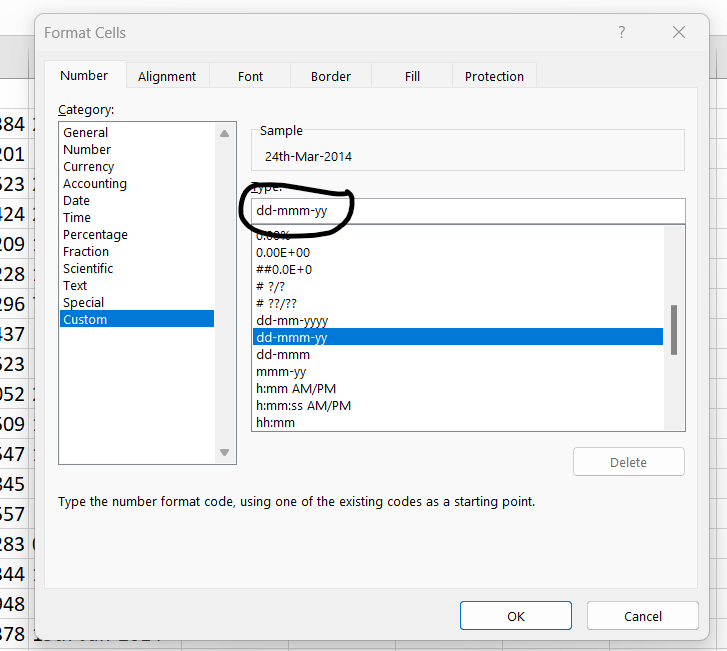 Format Cells ? ×
Number Alignment Font Border Fill Protection
Category:
General
Number
Currency
Accounting
Date
Time
Percentage
Fraction
Scientific
Text
Special
Custom
Sample
24th-Mar-2014
Type:
dd-mmm-yy
0.00%
0.00E+00
##0.0E+0
# ?/?
# ??/??
dd-mm-yyyy
dd-mmm-yy
dd-mmm
mmm-yy
h:mm AM/PM
h:mm:ss AM/PM
hh:mm
Delete
Type the number format code, using one of the existing codes as a starting point.
OK Cancel
384
201
523
424
209
228
296
437
523
052
509
547
345
557
283
344
948
378